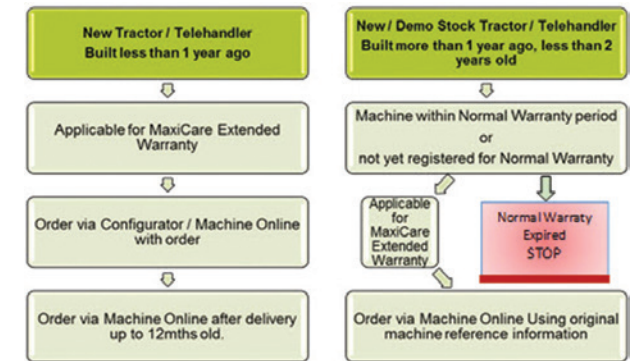 New Tractor / Telehandler
Built less than 1 year ago
Applicable for MaxiCare Extended
Warranty
Order via Configurator / Machine Online
with order
Order via Machine Online after delivery
up to 12mths old.
New / Demo Stock Tractor / Telehandler
Built more than 1 year ago, less than 2
years old
Machine within Normal Warranty period
or
not yet registered for Normal Warranty
Applicable
for
MaxiCare
Extended
Warranty
Normal Warraty
Expired
STOP
Order via Machine Online Using original
machine reference information